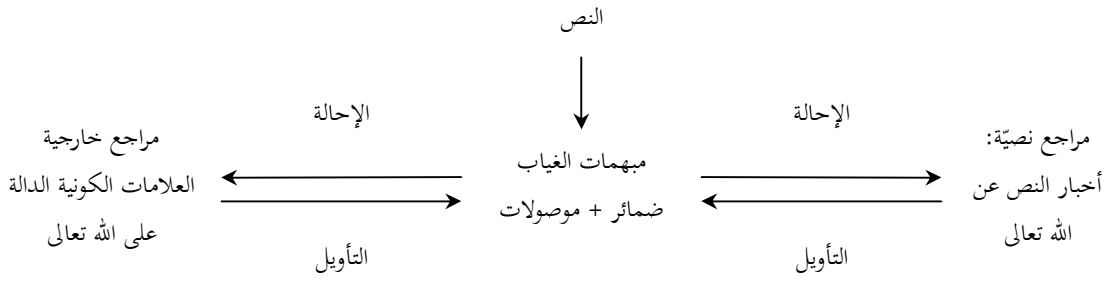 النص
الإحالة
الإحالة
مراجع نصيّة:
أخبار النص عن
الله تعالى
مبهمات الغياب
ضمائر + موصولات
مراجع خارجية
العلامات الكونية الدالة
على الله تعالى
التأويل
التأويل